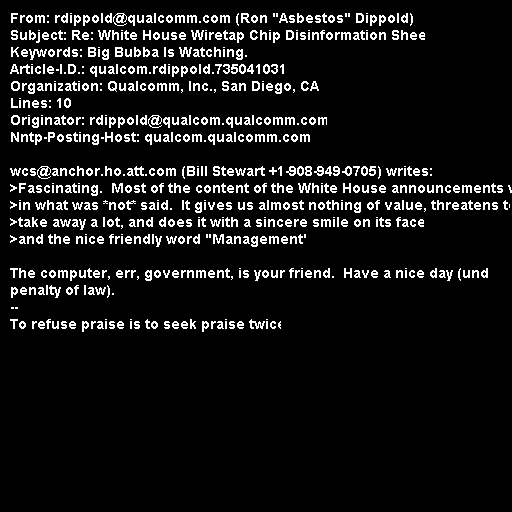 From: rdippold@qualcomm.com (Ron "Asbestos" Dippold)
Subject: Re: White House Wiretap Chip Disinformation Shee
Keywords: Big Bubba Is Watching.
Article-I.D.: qualcom.rdippold.735041031
Organization: Qualcomm, Inc., San Diego, CA
Lines: 10
Originator: rdippold@qualcom.qualcomm.com
Nntp-Posting-Host: qualcom.qualcomm.com

wcs@anchor.ho.att.com (Bill Stewart +1-908-949-0705) writes:
>Fascinating.  Most of the content of the White House announcements
>in what was *not* said.  It gives us almost nothing of value, threatens
>take away a lot, and does it with a sincere smile on its face
>and the nice friendly word "Management'

The computer, err, government, is your friend.  Have a nice day (und
penalty of law).
--
To refuse praise is to seek praise twice